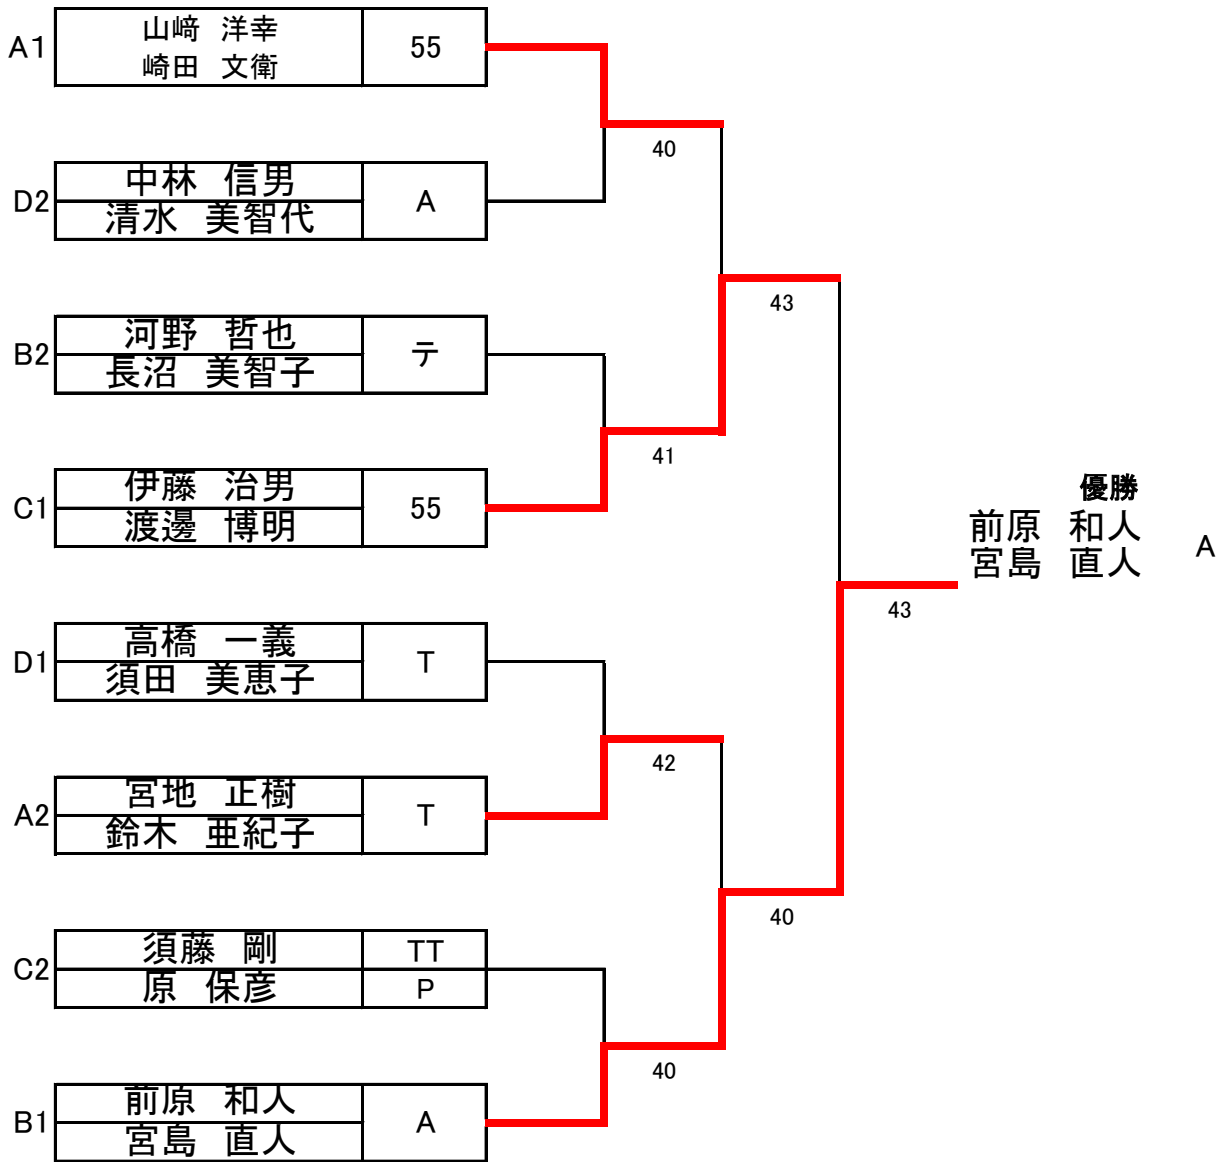 A1
山﨑 洋幸
崎田 文衛
55
40
D2
中林 信男
清水 美智代
A
43
B2
河野 哲也
長沼 美智子
テ
41
C1
伊藤 治男
渡邊 博明
55
優勝
前原 和人
宮島 直人
A
43
D1
高橋 一義
須田 美恵子
T
42
A2
宮地 正樹
鈴木 亜紀子
T
40
C2
須藤 剛
TT
原 保彦
P
40
B1
前原 和人
宮島 直人
A